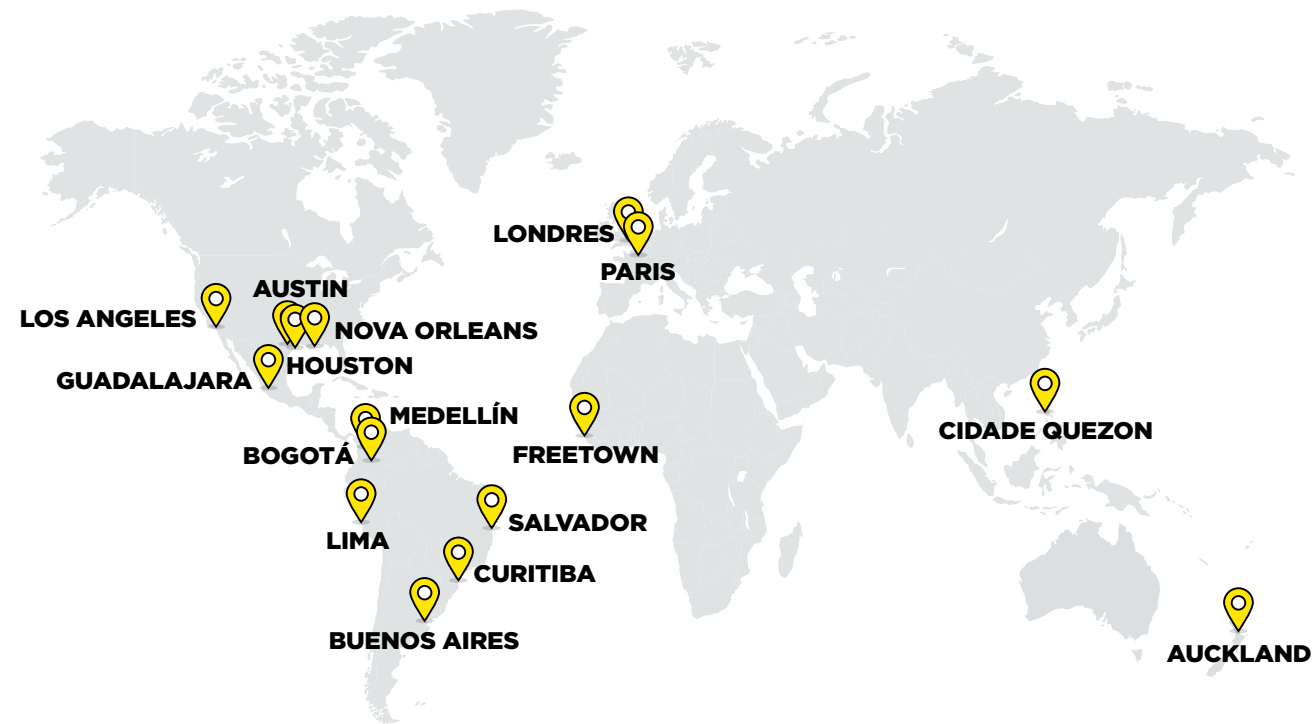 LONDRES
PARIS
AUSTIN
LOS ANGELES
NOVA ORLEANS
HOUSTON
GUADALAJARA
MEDELLÍN
BOGOTÁ
FREETOWN
CIDADE QUEZON
SALVADOR
LIMA
CURITIBA
BUENOS AIRES
AUCKLAND